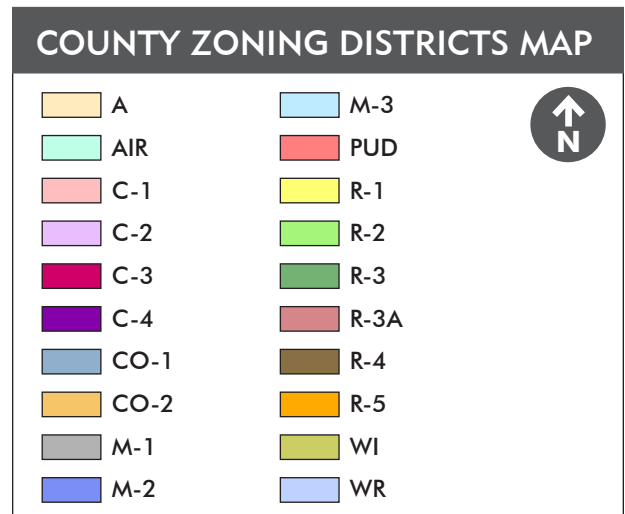 COUNTY ZONING DISTRICTS MAP
A
AIR
C-1
C-2
C-3
C-4
CO-1
CO-2
M-1
M-2
M-3
PUD
R-1
R-2
R-3
R-3A
R-4
R-5
WI
WR
N